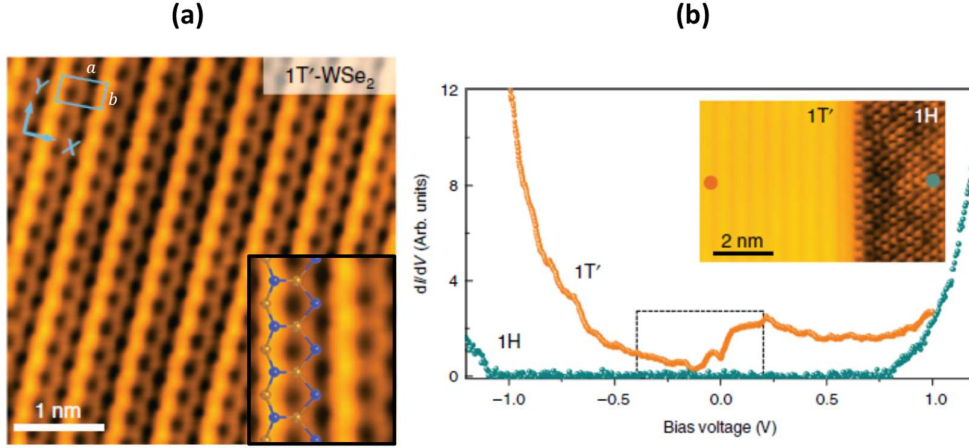 (a)
(b)
1T′-WSe2
a
b
Y
X
1 nm
dI/dV (Arb. units)
12
8
4
0
1T′
1H
1T′
1H
2 nm
−1.0
−0.5
0.0
0.5
1.0
Bias voltage (V)